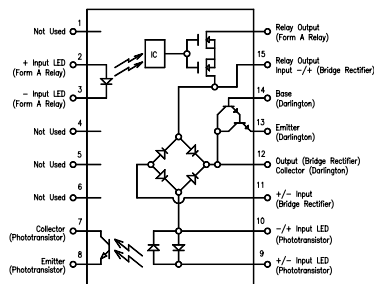 1
Not Used
2
+ Input LED
(Form A Relay)
3
− Input LED
(Form A Relay)
4
Not Used
5
Not Used
6
Not Used
7
Collector
(Phototransistor)
8
Emitter
(Phototransistor)
IC
Relay Output
(Form A)
15
Relay Output
Input −/+ (Bridge Rectifier)
14
Base
(Darlington)
13
Emitter
(Darlington)
12
Output (Bridge Rectifier)
Collector (Darlington)
11
+/− Input
(Bridge Rectifier)
10
−/+ Input LED
(Phototransistor)
9
+/− Input LED
(Phototransistor)